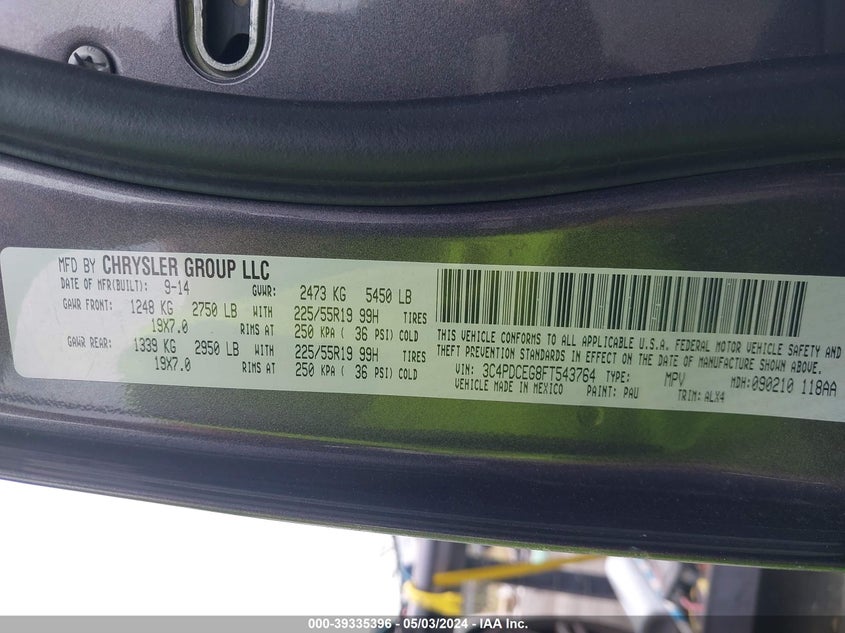 MFD BY CHRYSLER GROUP LLC
DATE OF MFR(BUILT): 9-14 GVWR: 2473 KG 5450 LB
GAWR FRONT: 1248 KG 2750 LB WITH 225/55R19 99H TIRES
19X7.0 RIMS AT 250 KPA ( 36 PSI) COLD
GAWR REAR: 1339 KG 2950 LB WITH 225/55R19 99H TIRES
19X7.0 RIMS AT 250 KPA ( 36 PSI) COLD
THIS VEHICLE CONFORMS TO ALL APPLICABLE U.S.A. FEDERAL MOTOR VEHICLE SAFETY AND
THEFT PREVENTION STANDARDS IN EFFECT ON THE DATE OF MANUFACTURE SHOWN ABOVE.
VIN: 3C4PDCEG8FT543764 TYPE: MPV MDH:090210 118AA
VEHICLE MADE IN MEXICO PAINT: PAU TRIM: ALX4
000-39335396 - 05/03/2024 - IAA Inc.